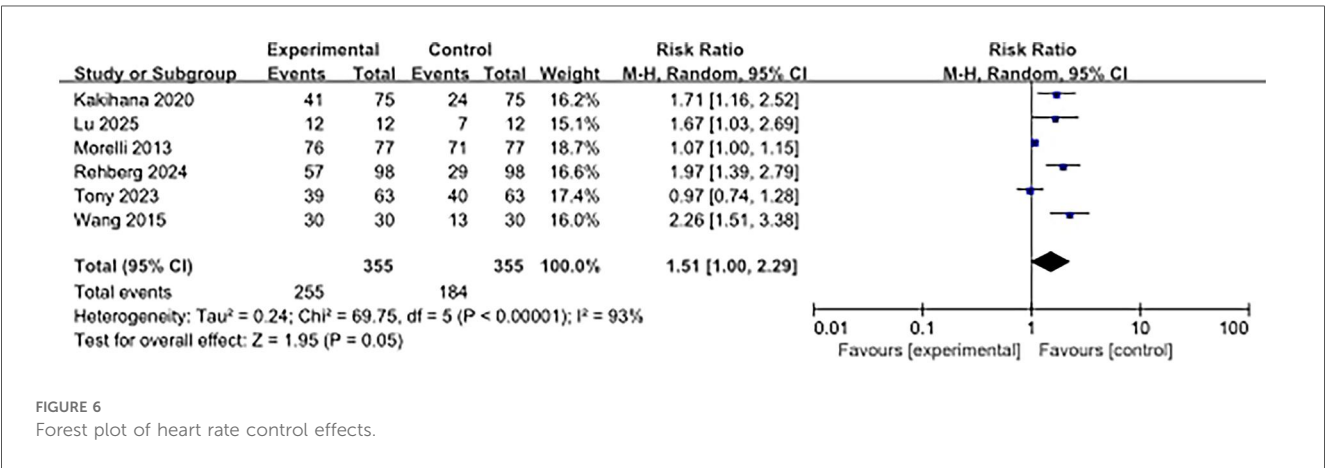 Experimental Control Risk Ratio Risk Ratio
Study or Subgroup Events Total Events Total Weight M-H, Random, 95% CI M-H, Random, 95% CI
Kakihana 2020 41 75 24 75 16.2% 1.71 [1.16, 2.52]
Lu 2025 12 12 7 12 15.1% 1.67 [1.03, 2.69]
Morelli 2013 76 77 71 77 18.7% 1.07 [1.00, 1.15]
Rehberg 2024 57 98 29 98 16.6% 1.97 [1.39, 2.79]
Tony 2023 39 63 40 63 17.4% 0.97 [0.74, 1.28]
Wang 2015 30 30 13 30 16.0% 2.26 [1.51, 3.38]
Total (95% CI) 355 355 100.0% 1.51 [1.00, 2.29]
Total events 255 184
Heterogeneity: Tau² = 0.24; Chi² = 69.75, df = 5 (P < 0.00001); I² = 93%
Test for overall effect: Z = 1.95 (P = 0.05)
0.01 0.1 1 10 100
Favours [experimental] Favours [control]
FIGURE 6
Forest plot of heart rate control effects.